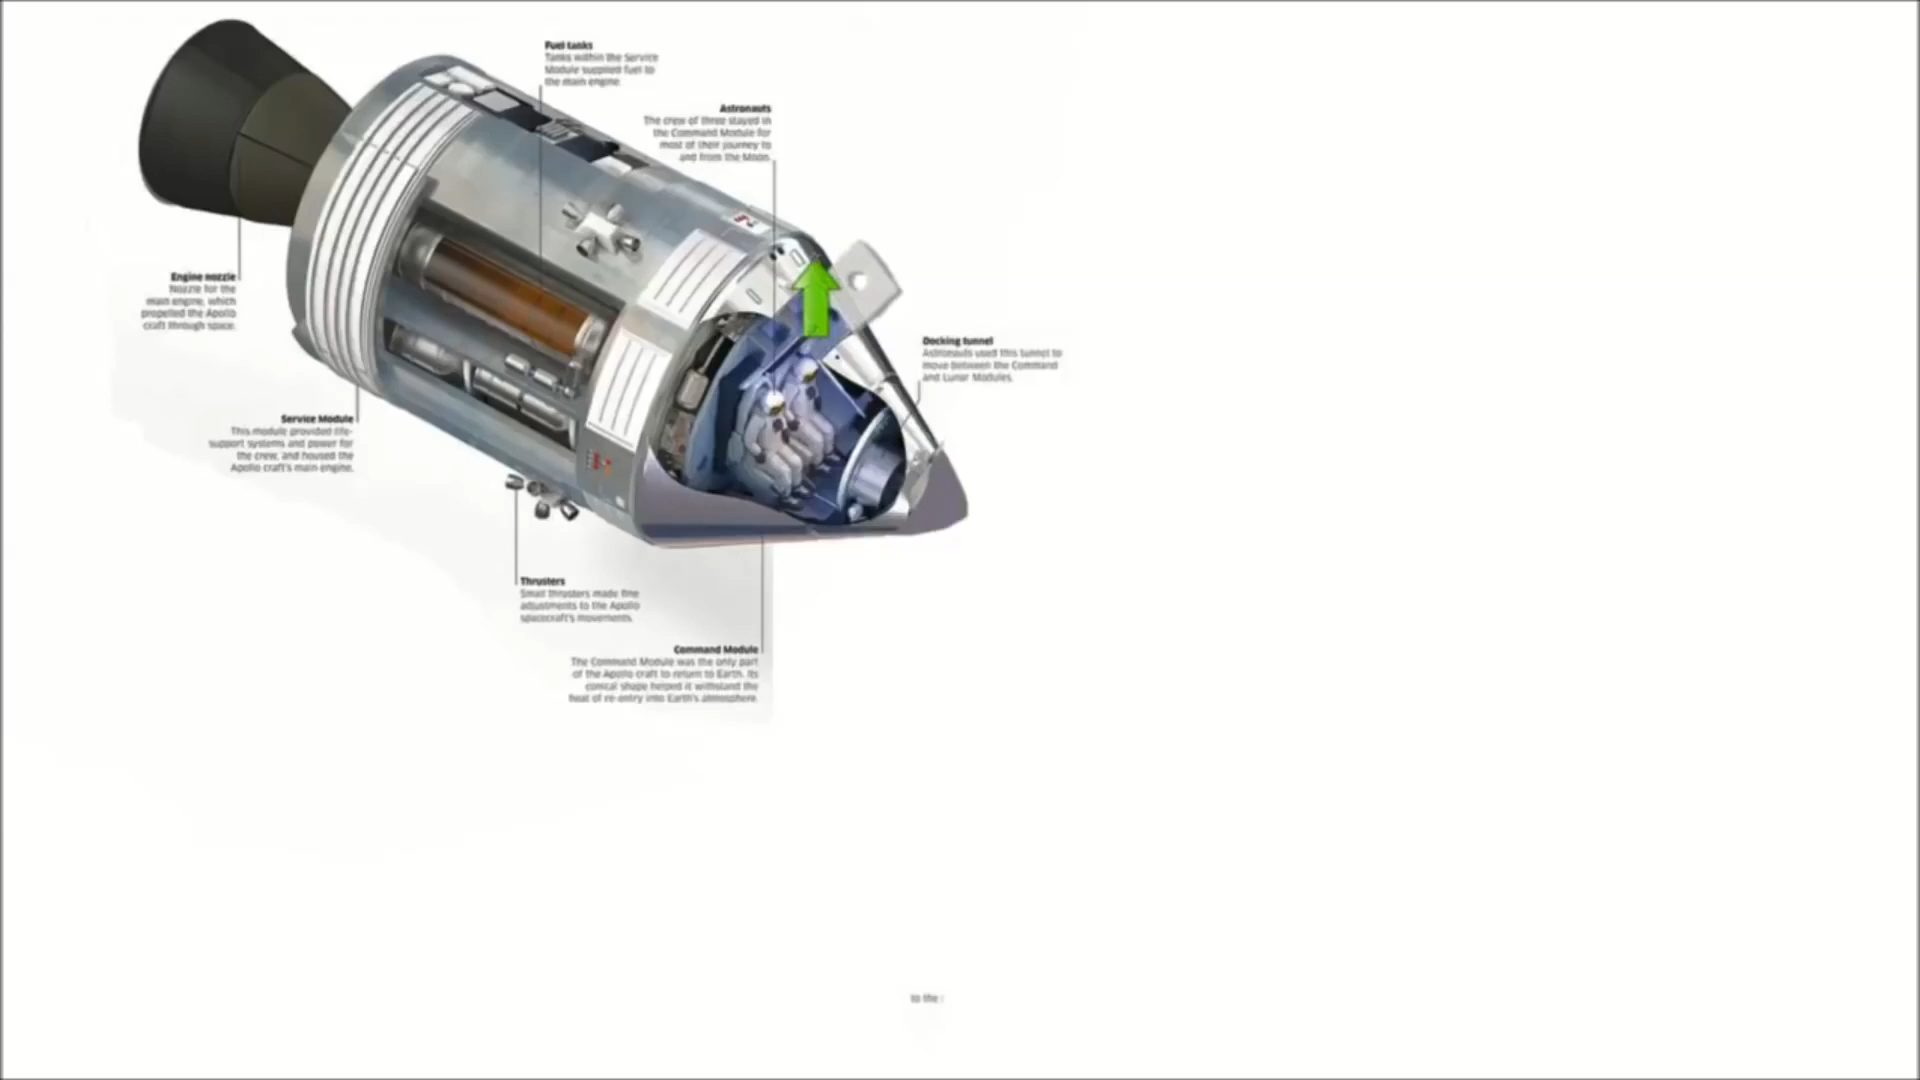 Fuel tanks
Tanks within the Service
Module supplied fuel to
the main engine.
Astronauts
The crew of three stayed in
the Command Module for
most of their journey to
and from the Moon.
Engine nozzle
Nozzle for the
main engine, which
propelled the Apollo
craft through space.
Docking tunnel
Astronauts used this tunnel to
move between the Command
and Lunar Modules.
Service Module
This module provided life-
support systems and power for
the crew, and housed the
Apollo craft's main engine.
Thrusters
Small thrusters made fine
adjustments to the Apollo
spacecraft's movements.
Command Module
The Command Module was the only part
of the Apollo craft to return to Earth. Its
conical shape helped it withstand the
heat of re-entry into Earth's atmosphere.
to the